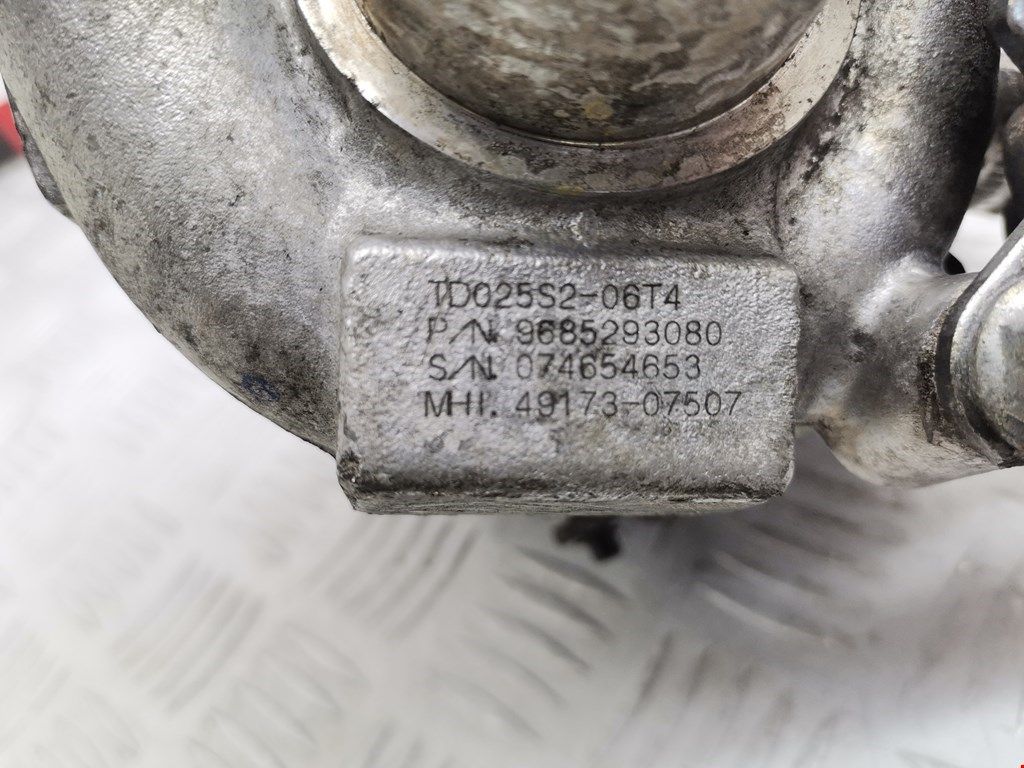 TD025S2-06T4
P/N. 9685293080
S/N. 074654653
MHI. 49173-07507